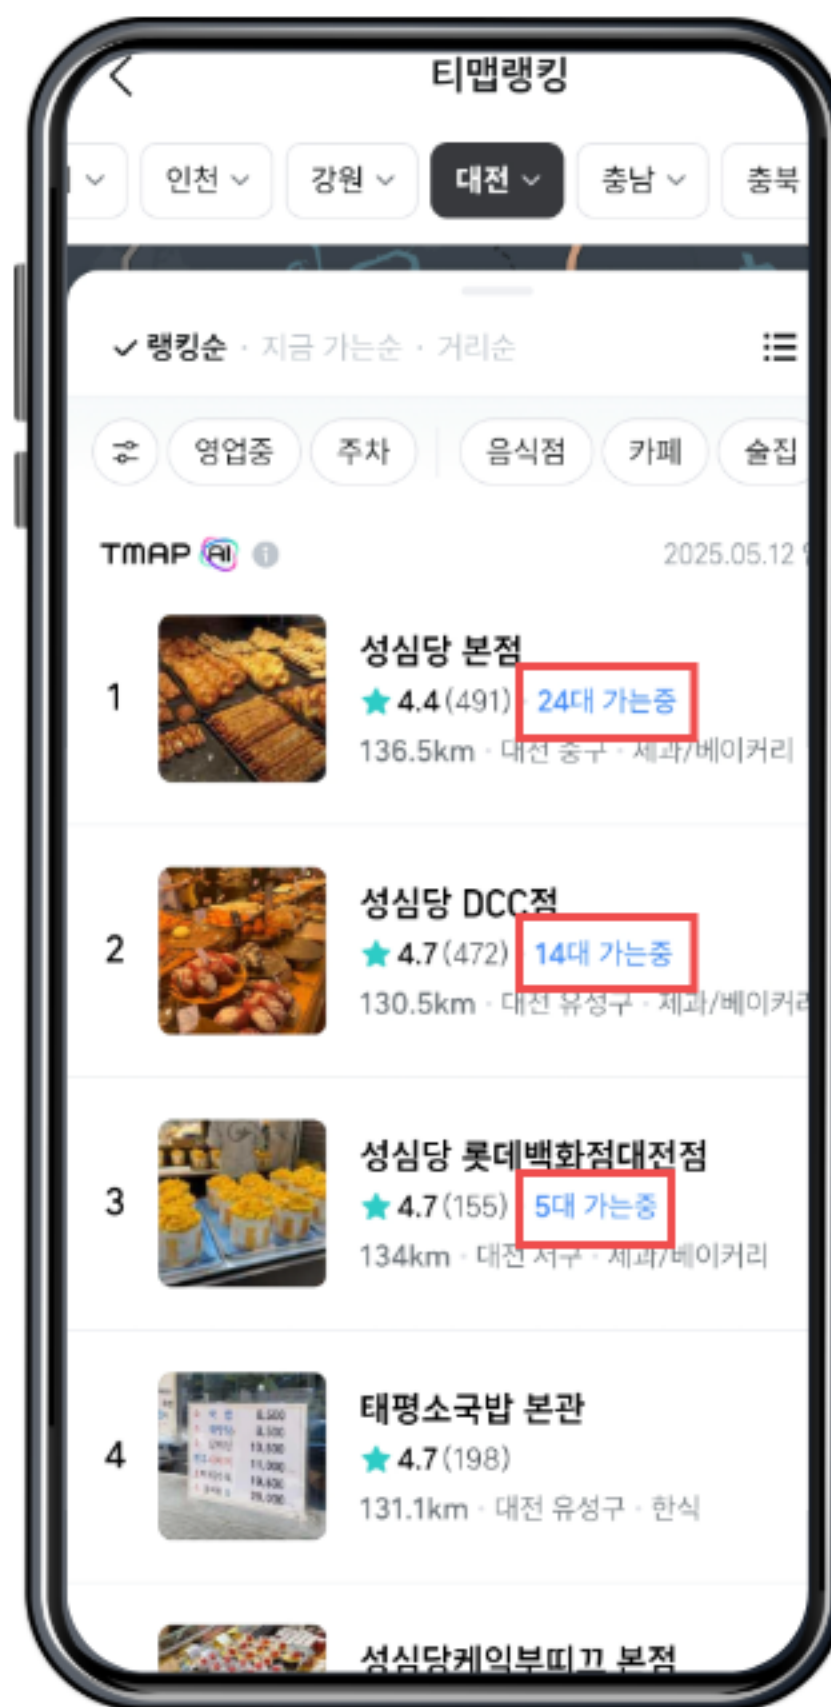 티맵랭킹
인천 강원 대전 충남 충북
랭킹순 · 지금 가는순 · 거리순
영업중 주차 음식점 카페 술집
TMAP AI 2025.05.12
1
성심당 본점
4.4 (491) · 24대 가는중
136.5km · 대전 중구 · 제과/베이커리
2
성심당 DCC점
4.7 (472) · 14대 가는중
130.5km · 대전 유성구 · 제과/베이커리
3
성심당 롯데백화점대전점
4.7 (155) · 5대 가는중
134km · 대전 서구 · 제과/베이커리
4
태평소국밥 본관
4.7 (198)
131.1km · 대전 유성구 · 한식
성심당케익부띠끄 본점